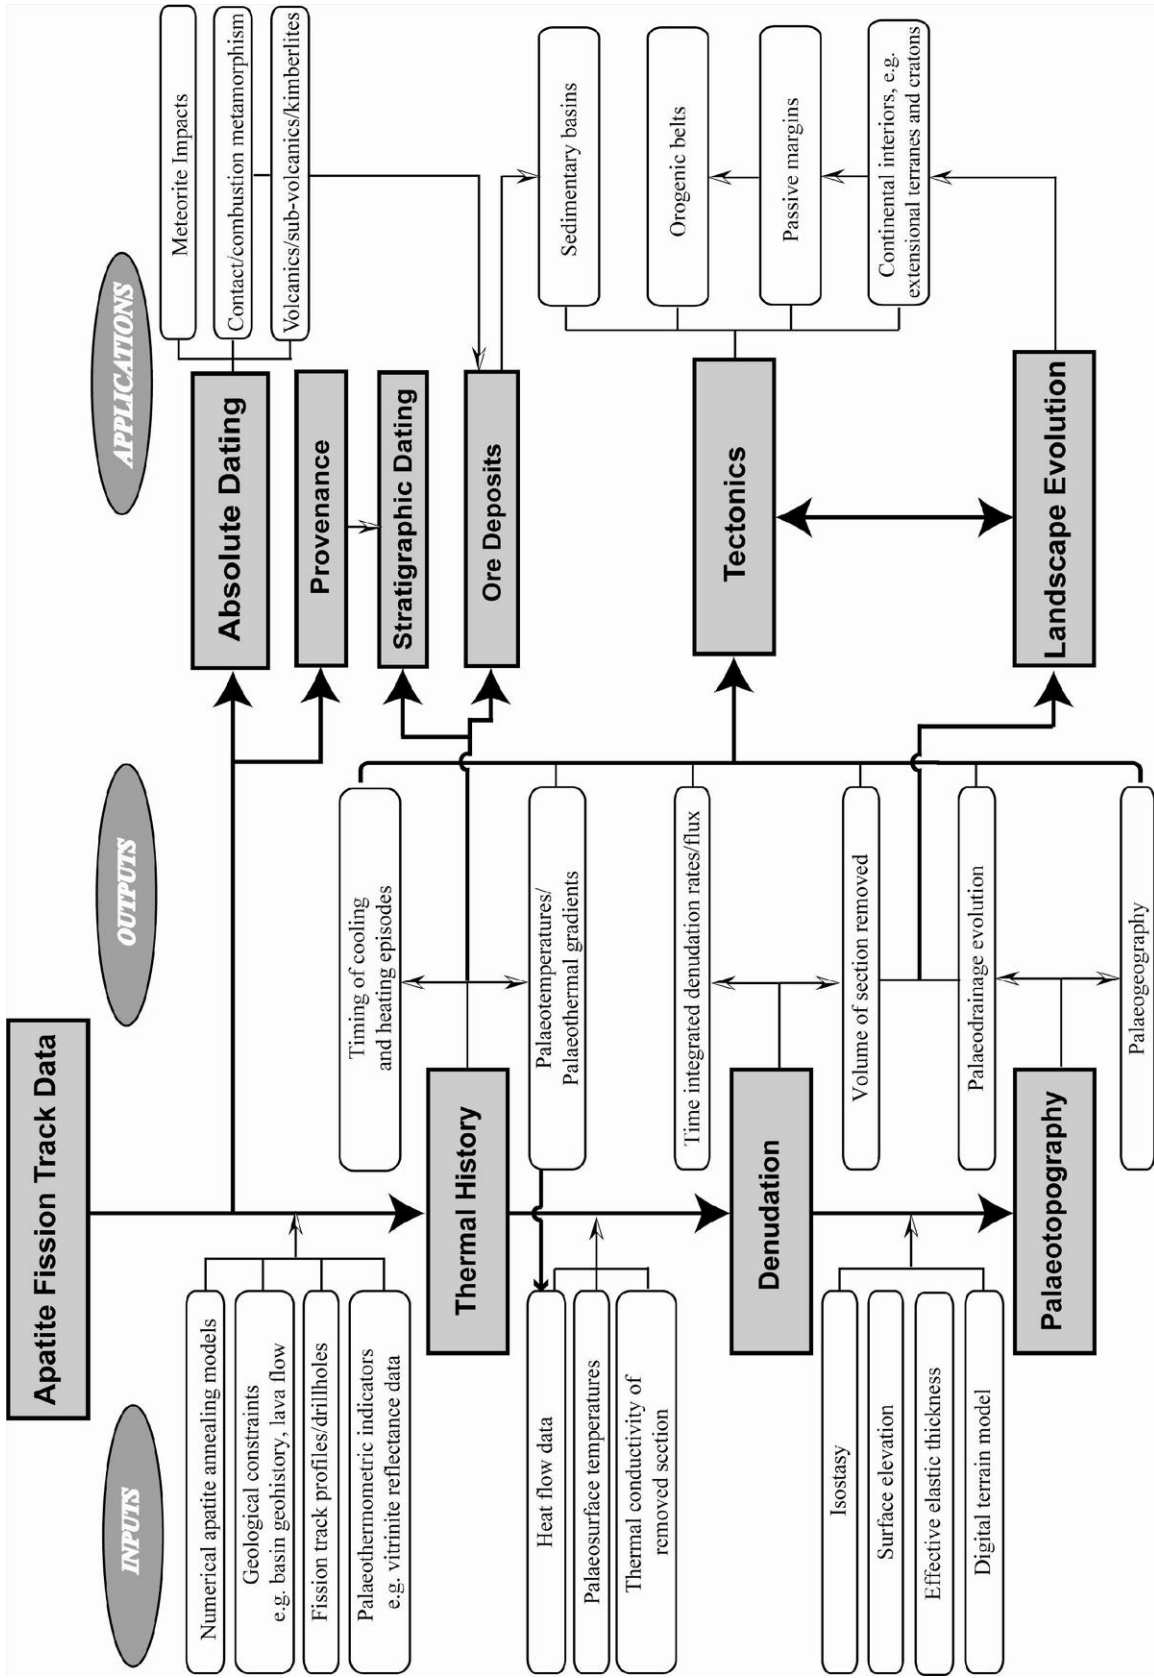 Apatite Fission Track Data
INPUTS
OUTPUTS
APPLICATIONS
Numerical apatite annealing models
Geological constraints
e.g. basin geohistory, lava flow
Fission track profiles/drillholes
Palaeothermometric indicators
e.g. vitrinite reflectance data
Thermal History
Timing of cooling
and heating episodes
Palaeotemperatures/
Palaeothermal gradients
Heat flow data
Palaeosurface temperatures
Thermal conductivity of
removed section
Denudation
Time integrated denudation rates/flux
Volume of section removed
Isostasy
Surface elevation
Effective elastic thickness
Digital terrain model
Palaeotopography
Palaeodrainage evolution
Palaeogeography
Absolute Dating
Meteorite Impacts
Contact/combustion metamorphism
Volcanics/sub-volcanics/kimberlites
Provenance
Stratigraphic Dating
Ore Deposits
Tectonics
Sedimentary basins
Orogenic belts
Passive margins
Continental interiors, e.g.
extensional terranes and cratons
Landscape Evolution